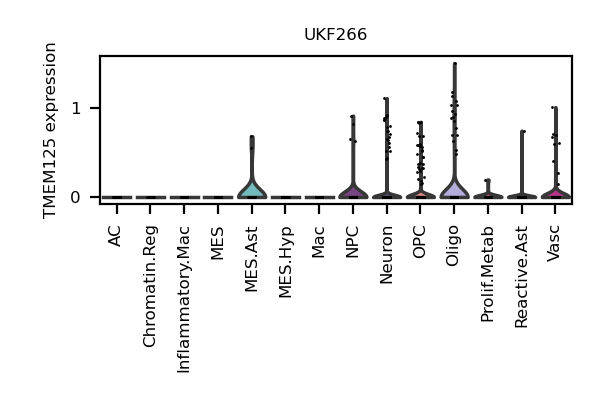 UKF266
TMEM125 expression
1
0
AC
Chromatin.Reg
Inflammatory.Mac
MES
MES.Ast
MES.Hyp
Mac
NPC
Neuron
OPC
Oligo
Prolif.Metab
Reactive.Ast
Vasc